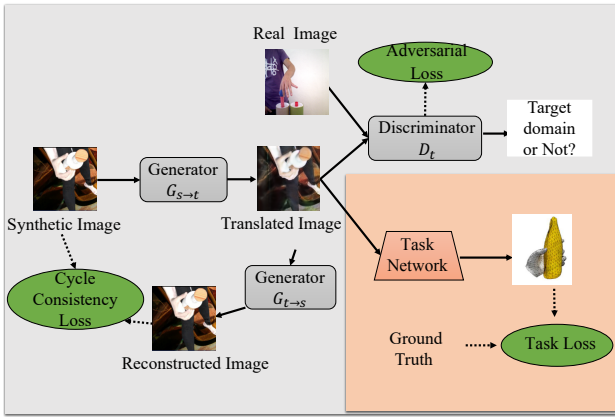 Real Image
Adversarial
Loss
Discriminator
D_t
Target
domain
or Not?
Generator
G_{s→t}
Synthetic Image
Translated Image
Task
Network
Generator
G_{t→s}
Cycle
Consistency
Loss
Reconstructed Image
Ground
Truth
Task Loss